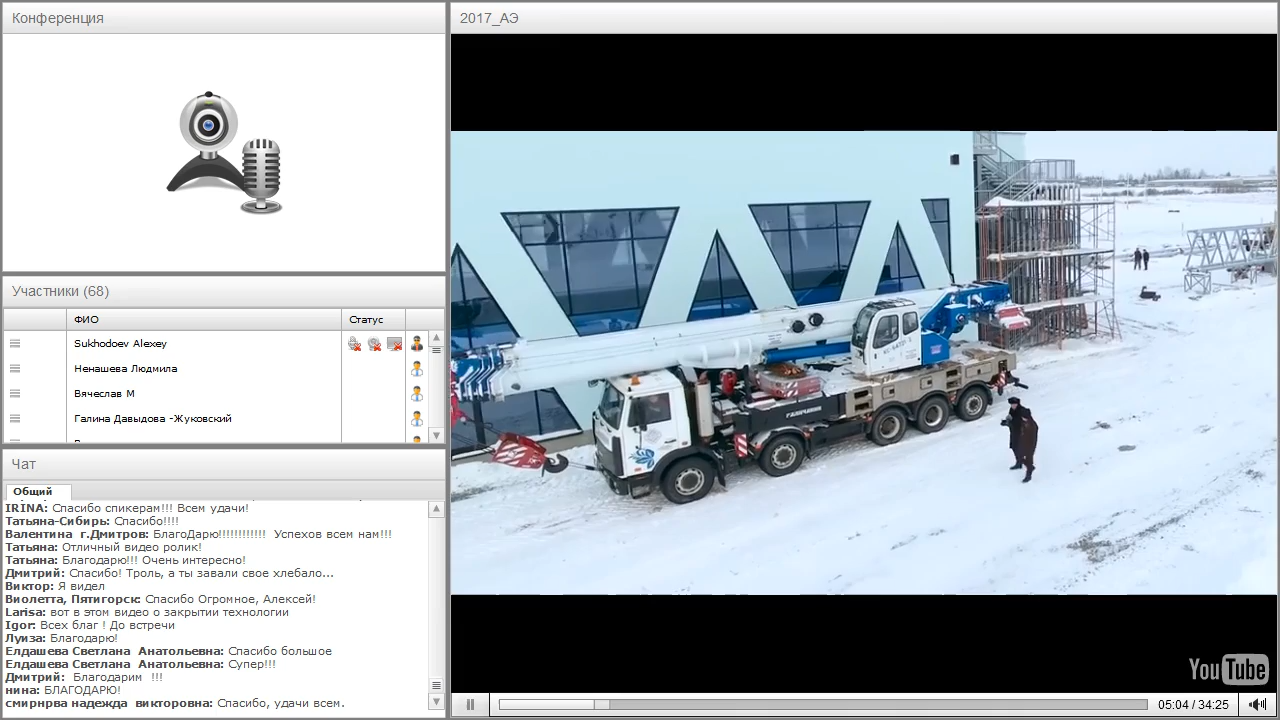 Конференция
2017_АЭ
Участники (68)
ФИО
Статус
Sukhodoev Alexey
Ненашева Людмила
Вячеслав М
Галина Давыдова -Жуковский
Чат
Общий
IRINA: Спасибо спикерам!!! Всем удачи!
Татьяна-Сибирь: Спасибо!!!!
Валентина г.Дмитров: БлагоДарю!!!!!!!!!!!! Успехов всем нам!!!
Татьяна: Отличный видео ролик!
Татьяна: Благодарю!!! Очень интересно!
Дмитрий: Спасибо! Троль, а ты завали свое хлебало...
Виктор: Я видел
Виолетта, Пятигорск: Спасибо Огромное, Алексей!
Larisa: вот в этом видео о закрытии технологии
Igor: Всех благ ! До встречи
Луиза: Благодарю!
Елдашева Светлана Анатольевна: Спасибо большое
Елдашева Светлана Анатольевна: Супер!!!
Дмитрий: Благодарим !!!
нина: БЛАГОДАРЮ!
смирнрва надежда викторовна: Спасибо, удачи всем.
ГАЛИЧАНИН
YouTube
05:04 / 34:25